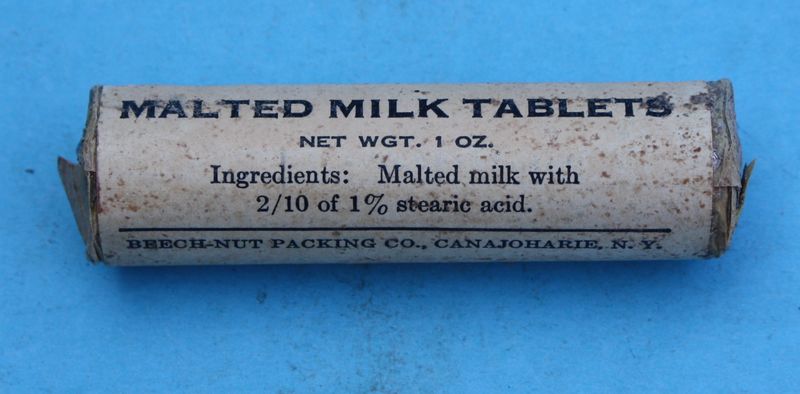 MALTED MILK TABLETS
NET WGT. 1 OZ.
Ingredients: Malted milk with
2/10 of 1% stearic acid.
BEECH-NUT PACKING CO., CANAJOHARIE, N. Y.